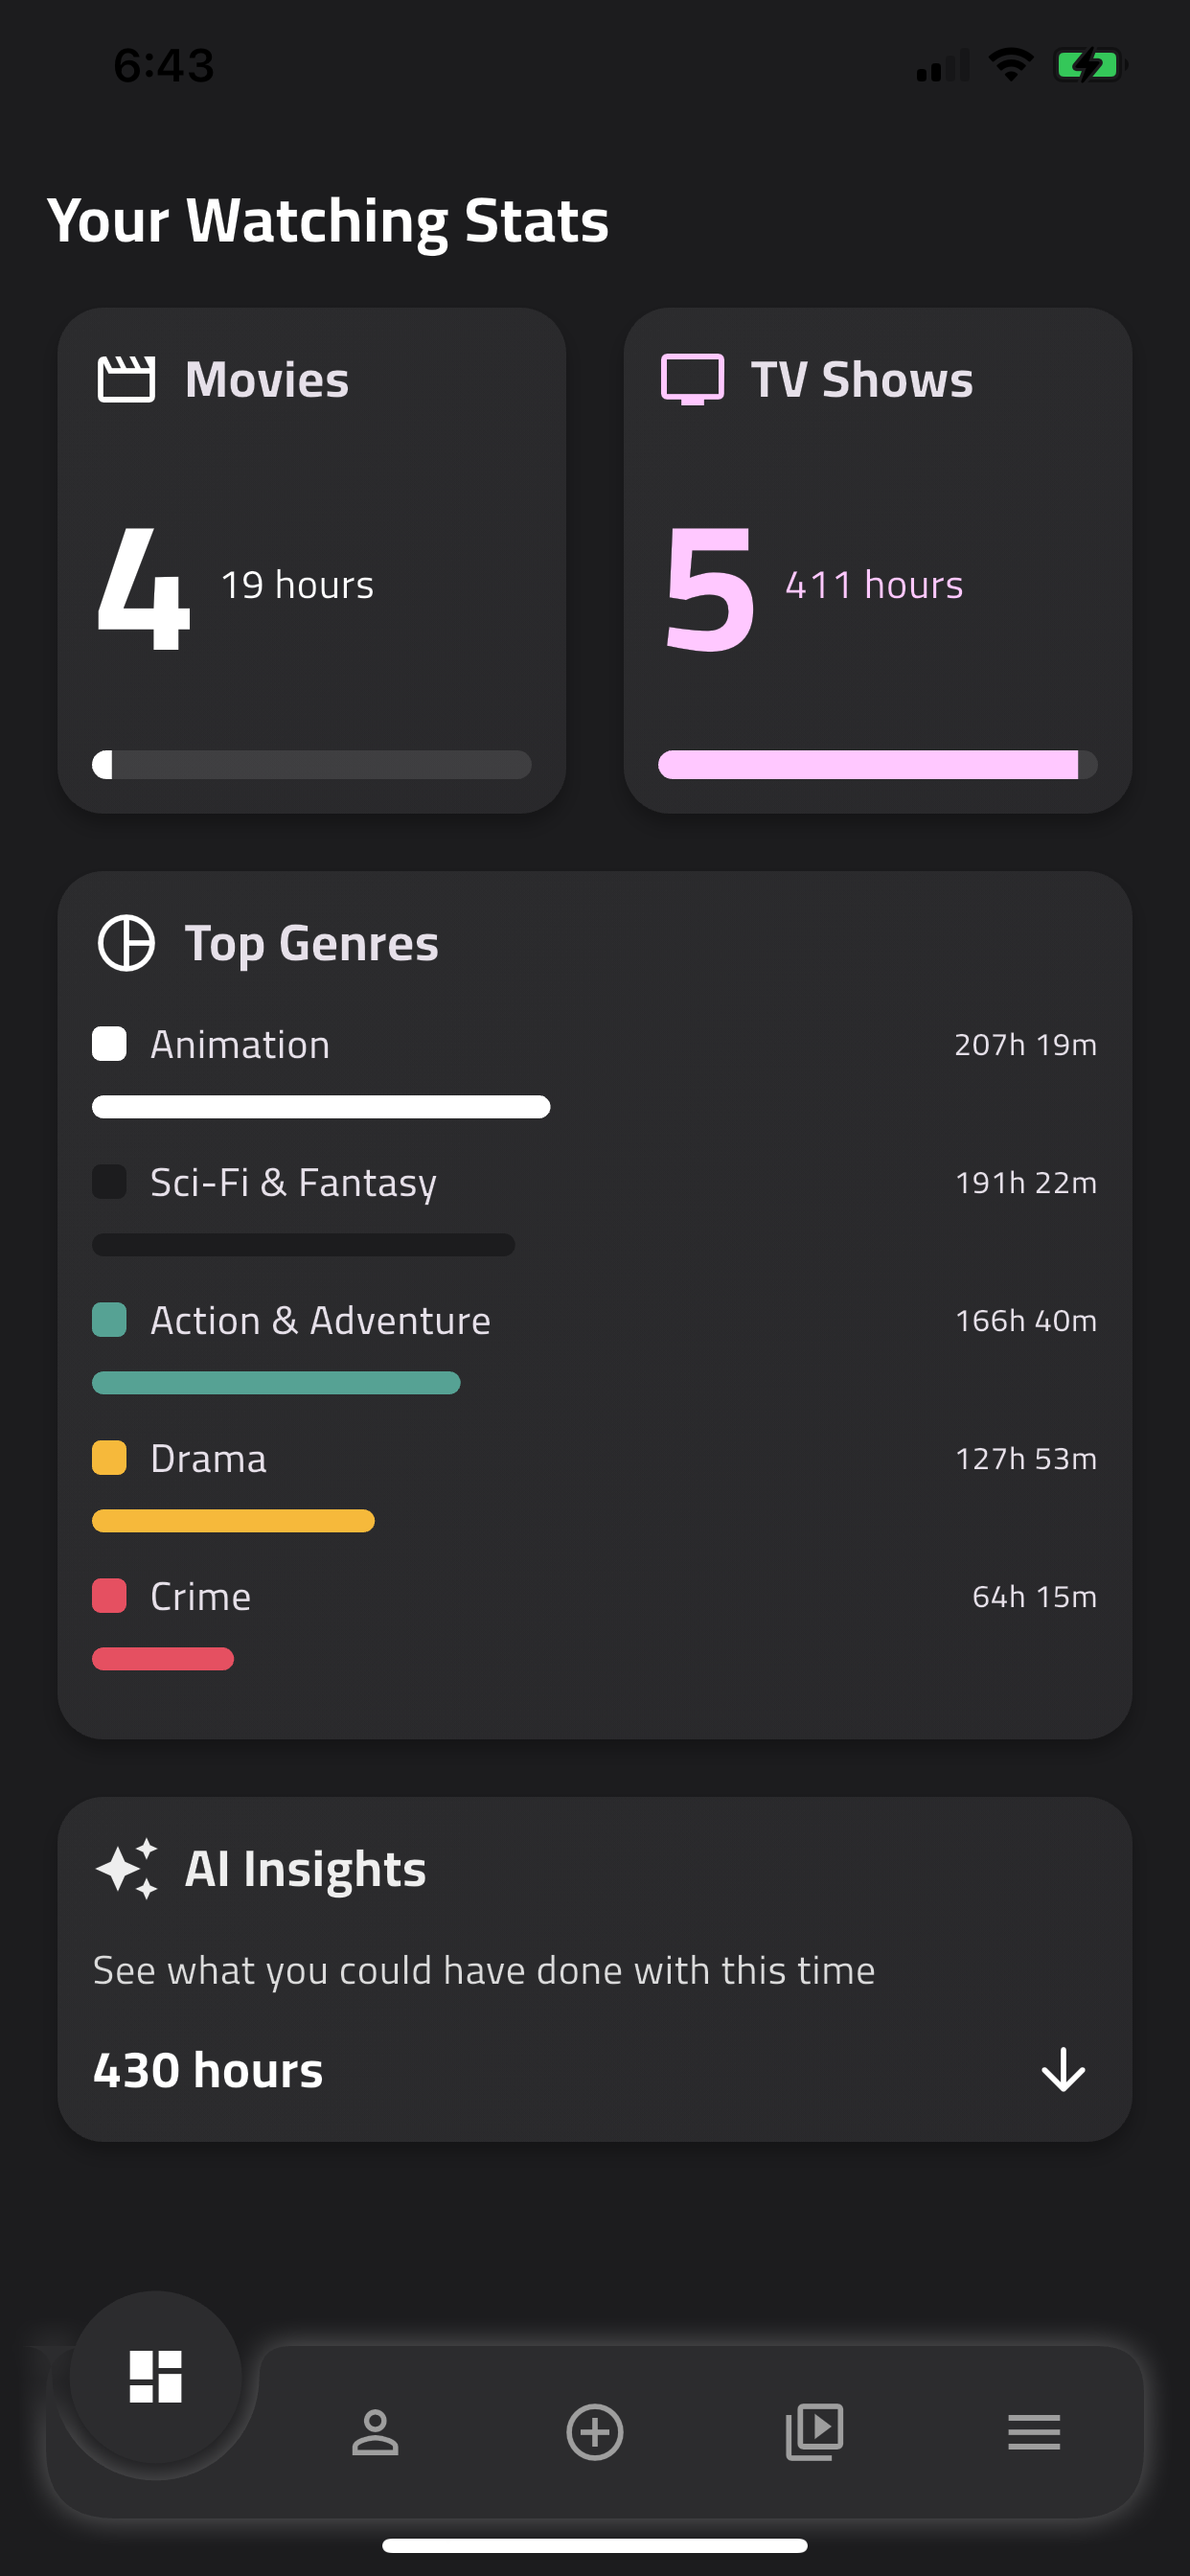 6:43
Your Watching Stats
Movies
4 19 hours
TV Shows
5 411 hours
Top Genres
Animation 207h 19m
Sci-Fi & Fantasy 191h 22m
Action & Adventure 166h 40m
Drama 127h 53m
Crime 64h 15m
AI Insights
See what you could have done with this time
430 hours